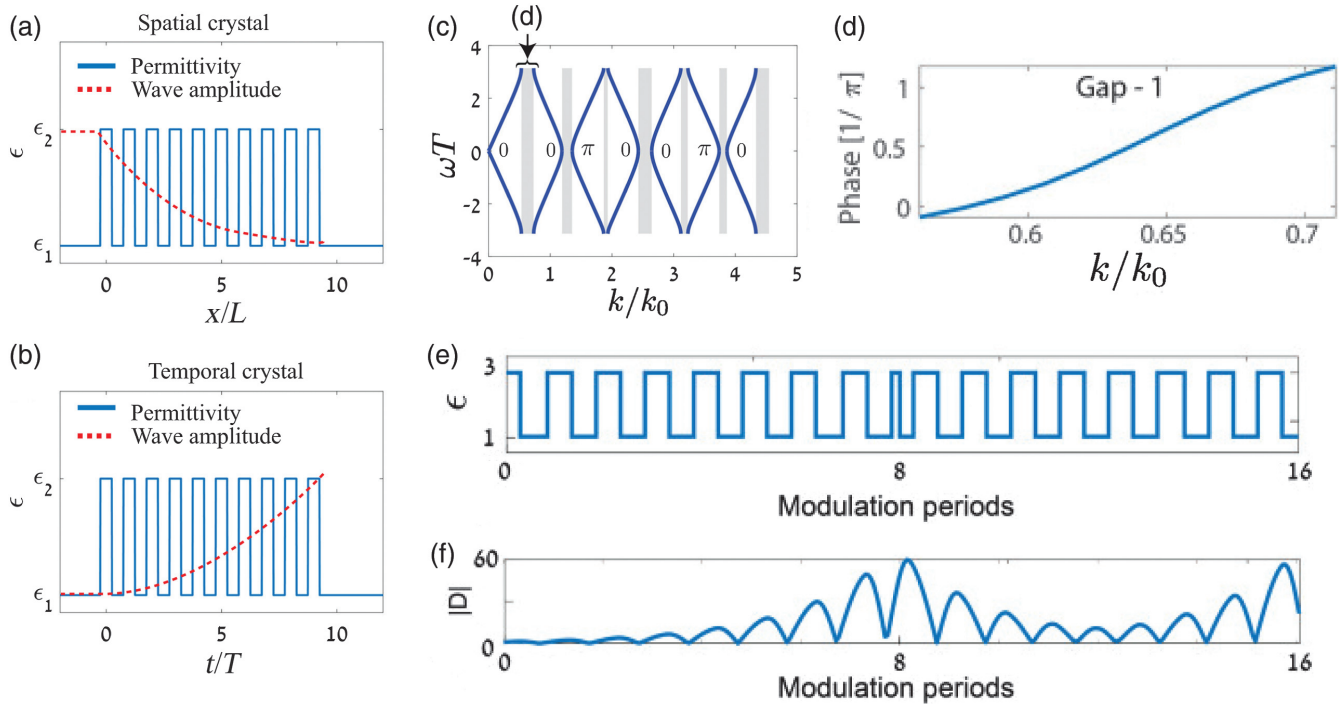 (a)
Spatial crystal
Permittivity
Wave amplitude
ϵ
ϵ2
ϵ1
0
5
10
x/L
(b)
Temporal crystal
Permittivity
Wave amplitude
ϵ
ϵ2
ϵ1
0
5
10
t/T
(c)
(d)
4
2
0
-2
-4
ωT
0 0 π 0 0 π 0
0 1 2 3 4 5
k/k0
(d)
Gap - 1
Phase [1/ π]
1
0.5
0
0.6 0.65 0.7
k/k0
(e)
ϵ
3
1
0 8 16
Modulation periods
(f)
|D|
60
0
0 8 16
Modulation periods